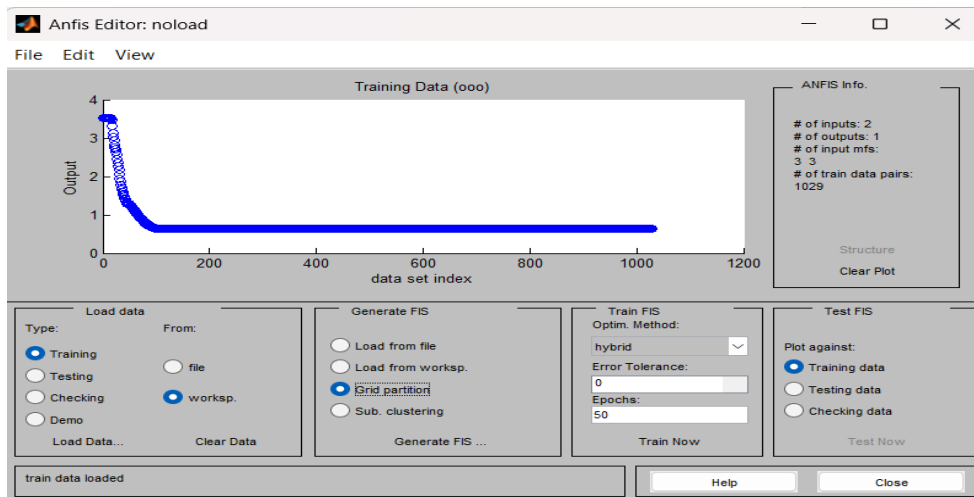 Anfis Editor: noload
File Edit View
Training Data (ooo)
4
3
2
1
0
Output
0 200 400 600 800 1000 1200
data set index
ANFIS Info.
# of inputs: 2
# of outputs: 1
# of input mfs:
3 3
# of train data pairs:
1029
Structure
Clear Plot
Load data
Type:
From:
Training
Testing
Checking
Demo
file
worksp.
Load Data...
Clear Data
Generate FIS
Load from file
Load from worksp.
Grid partition
Sub. clustering
Generate FIS ...
Train FIS
Optim. Method:
hybrid
Error Tolerance:
0
Epochs:
50
Train Now
Test FIS
Plot against:
Training data
Testing data
Checking data
Test Now
train data loaded
Help
Close